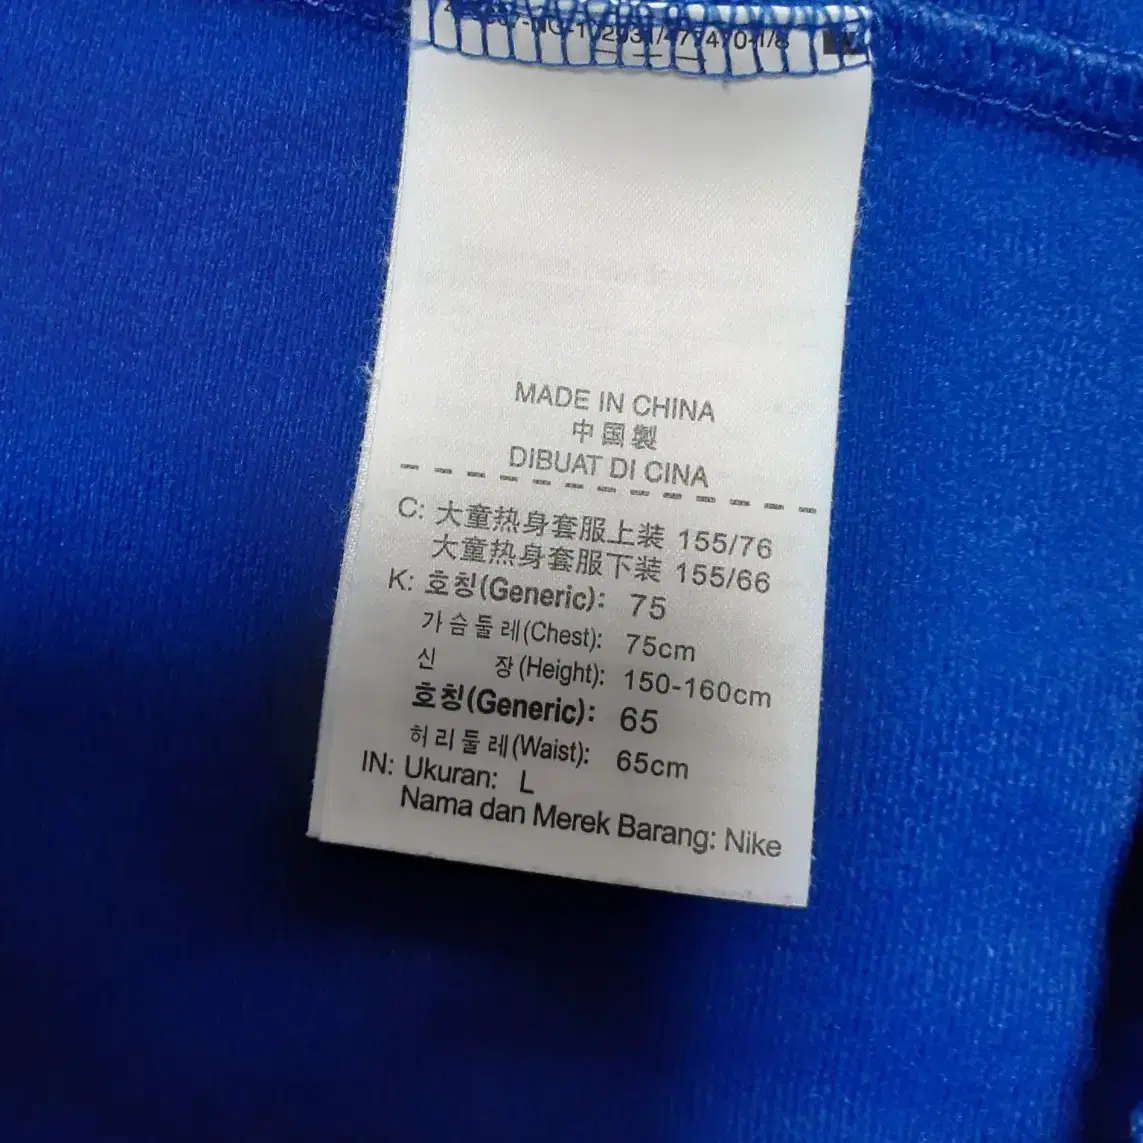 MADE IN CHINA
中国製
DIBUAT DI CINA
C: 大童热身套服上装 155/76
大童热身套服下装 155/66
K: 호칭(Generic): 75
가슴둘레(Chest): 75cm
신 장(Height): 150-160cm
호칭(Generic): 65
허리둘레(Waist): 65cm
IN: Ukuran: L
Nama dan Merek Barang: Nike